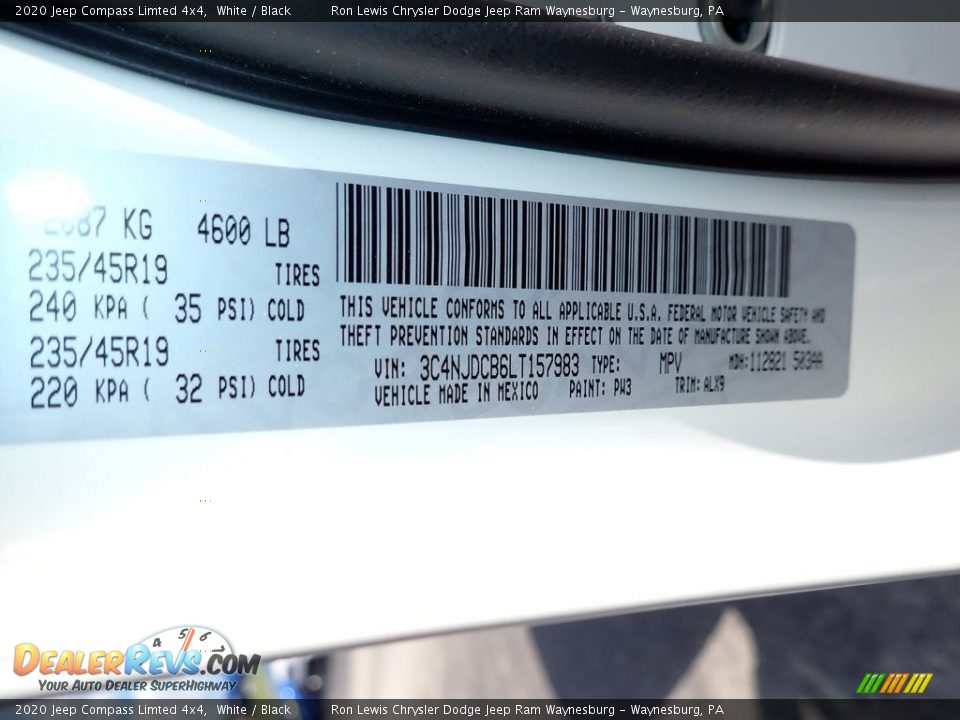 2020 Jeep Compass Limted 4x4, White / Black Ron Lewis Chrysler Dodge Jeep Ram Waynesburg – Waynesburg, PA
KG 4600 LB
235/45R19 TIRES
240 KPA ( 35 PSI) COLD
235/45R19 TIRES
220 KPA ( 32 PSI) COLD
THIS VEHICLE CONFORMS TO ALL APPLICABLE U.S.A. FEDERAL MOTOR VEHICLE SAFETY AND
THEFT PREVENTION STANDARDS IN EFFECT ON THE DATE OF MANUFACTURE SHOWN ABOVE.
VIN: 3C4NJDCB6LT157983 TYPE: MPV MDH:112821 503AA
VEHICLE MADE IN MEXICO PAINT: PW3 TRIM: ALX9
4 5 6
DEALERREVS.COM
YOUR AUTO DEALER SUPERHIGHWAY
2020 Jeep Compass Limted 4x4, White / Black Ron Lewis Chrysler Dodge Jeep Ram Waynesburg – Waynesburg, PA